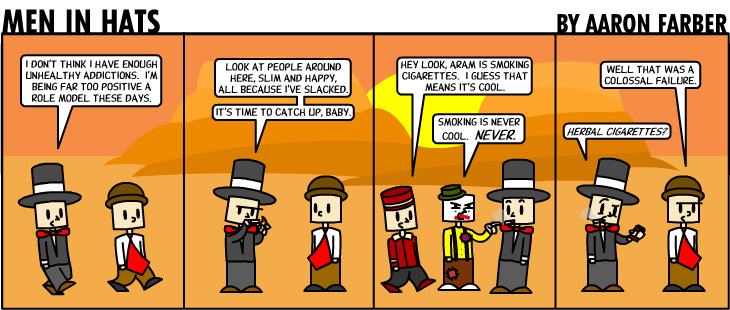 MEN IN HATS
BY AARON FARBER
I DON'T THINK I HAVE ENOUGH
UNHEALTHY ADDICTIONS. I'M
BEING FAR TOO POSITIVE A
ROLE MODEL THESE DAYS.
LOOK AT PEOPLE AROUND
HERE, SLIM AND HAPPY,
ALL BECAUSE I'VE SLACKED.
IT'S TIME TO CATCH UP, BABY.
HEY LOOK, ARAM IS SMOKING
CIGARETTES. I GUESS THAT
MEANS IT'S COOL.
SMOKING IS NEVER
COOL. NEVER.
WELL THAT WAS A
COLOSSAL FAILURE.
HERBAL CIGARETTES?